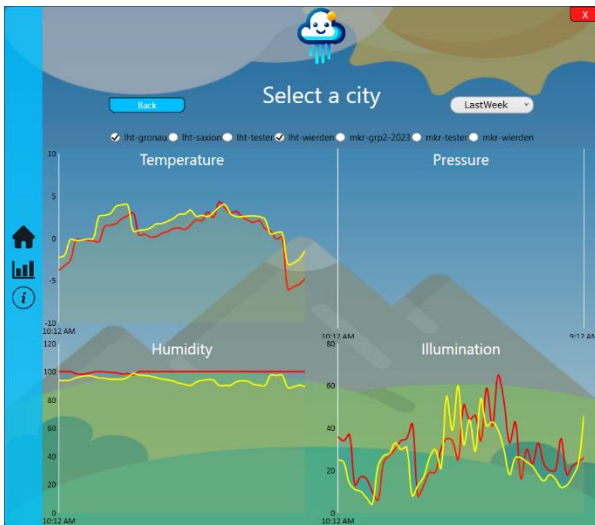 X
Select a city
Back
LastWeek
lht-gronau lht-saxion lht-tester lht-wierden mkr-grp2-2023 mkr-tester mkr-wierden
Temperature
10
5
0
-5
-10
10:12 AM
Pressure
10:12 AM 9:12 AM
Humidity
120
100
80
60
40
20
0
10:12 AM
Illumination
80
60
40
20
0
10:12 AM
i